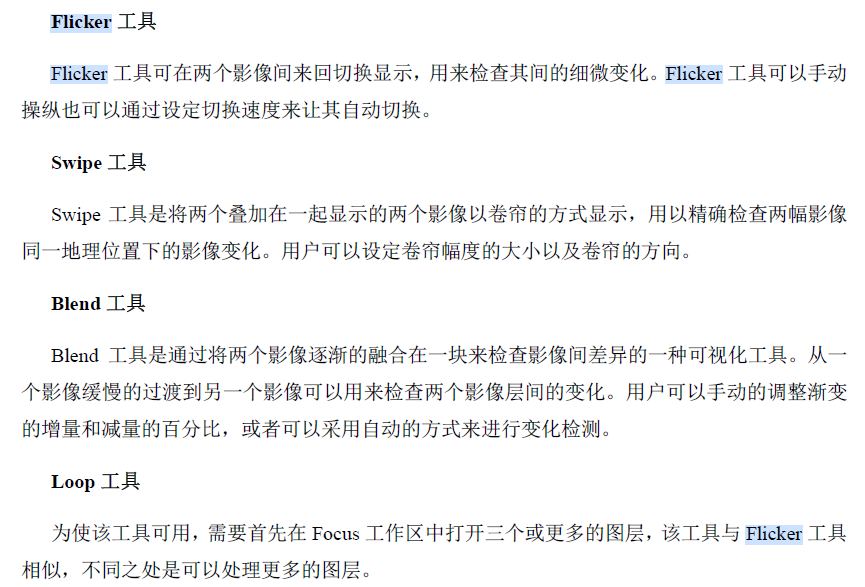 Flicker 工具
Flicker 工具可在两个影像间来回切换显示，用来检查其间的细微变化。Flicker 工具可以手动
操纵也可以通过设定切换速度来让其自动切换。
Swipe 工具
Swipe 工具是将两个叠加在一起显示的两个影像以卷帘的方式显示，用以精确检查两幅影像
同一地理位置下的影像变化。用户可以设定卷帘幅度的大小以及卷帘的方向。
Blend 工具
Blend 工具是通过将两个影像逐渐的融合在一块来检查影像间差异的一种可视化工具。从一
个影像缓慢的过渡到另一个影像可以用来检查两个影像层间的变化。用户可以手动的调整渐变
的增量和减量的百分比，或者可以采用自动的方式来进行变化检测。
Loop 工具
为使该工具可用，需要首先在 Focus 工作区中打开三个或更多的图层，该工具与 Flicker 工具
相似，不同之处是可以处理更多的图层。